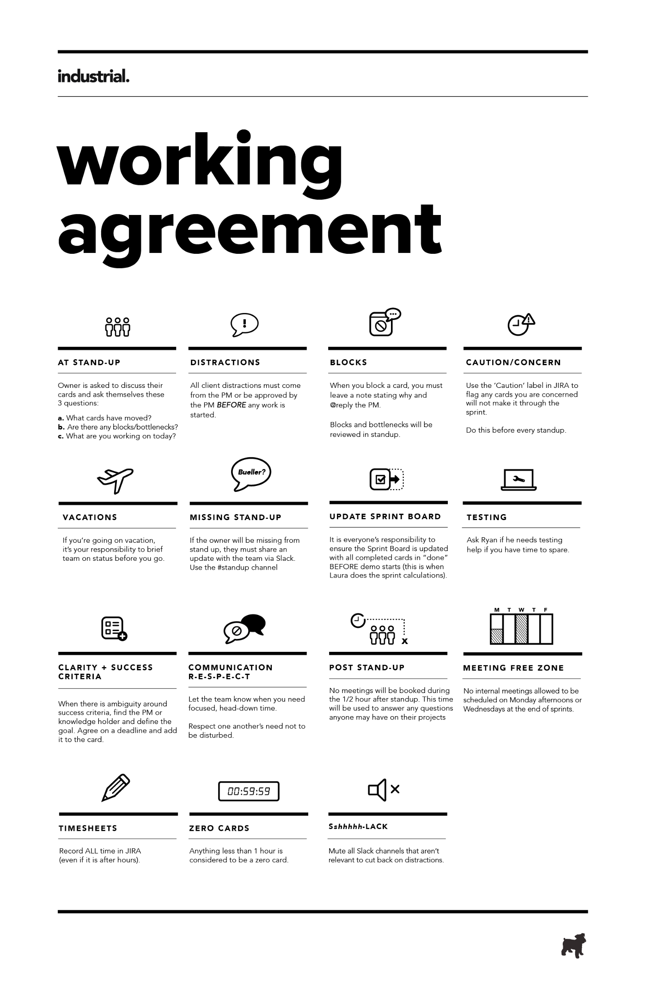 industrial.
working
agreement
AT STAND-UP
Owner is asked to discuss their
cards and ask themselves these
3 questions:
a. What cards have moved?
b. Are there any blocks/bottlenecks?
c. What are you working on today?
!
DISTRACTIONS
All client distractions must come
from the PM or be approved by
the PM BEFORE any work is
started.
BLOCKS
When you block a card, you must
leave a note stating why and
@reply the PM.
Blocks and bottlenecks will be
reviewed in standup.
!
CAUTION/CONCERN
Use the ‘Caution’ label in JIRA to
flag any cards you are concerned
will not make it through the
sprint.
Do this before every standup.
VACATIONS
If you’re going on vacation,
it’s your responsibility to brief
team on status before you go.
Bueller?
MISSING STAND-UP
If the owner will be missing from
stand up, they must share an
update with the team via Slack.
Use the #standup channel
UPDATE SPRINT BOARD
It is everyone’s responsibility to
ensure the Sprint Board is updated
with all completed cards in “done”
BEFORE demo starts (this is when
Laura does the sprint calculations).
TESTING
Ask Ryan if he needs testing
help if you have time to spare.
CLARITY + SUCCESS
CRITERIA
When there is ambiguity around
success criteria, find the PM or
knowledge holder and define the
goal. Agree on a deadline and add
it to the card.
COMMUNICATION
R-E-S-P-E-C-T
Let the team know when you need
focused, head-down time.
Respect one another’s need not to
be disturbed.
x
POST STAND-UP
No meetings will be booked during
the 1/2 hour after standup. This time
will be used to answer any questions
anyone may have on their projects
M T W T F
MEETING FREE ZONE
No internal meetings allowed to be
scheduled on Monday afternoons or
Wednesdays at the end of sprints.
TIMESHEETS
Record ALL time in JIRA
(even if it is after hours).
00:59:59
ZERO CARDS
Anything less than 1 hour is
considered to be a zero card.
Sshhhhh-LACK
Mute all Slack channels that aren’t
relevant to cut back on distractions.